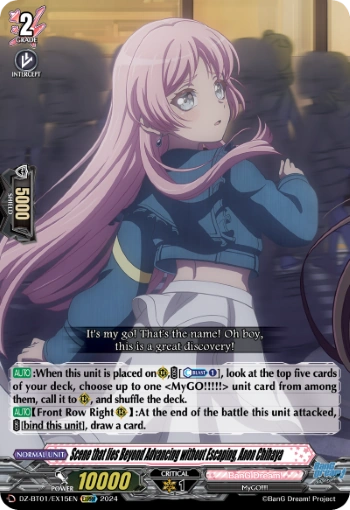 2
GRADE
INTERCEPT
5000
SHIELD
It's my go! That's the name! Oh boy,
this is a great discovery!
AUTO:When this unit is placed on R, COST [C-BLAST 1], look at the top five cards
of your deck, choose up to one <MyGO!!!!!> unit card from among
them, call it to R, and shuffle the deck.
AUTO【Front Row Right R】:At the end of the battle this unit attacked,
COST [bind this unit], draw a card.
NORMAL UNIT
Scene that lies Beyond Advancing without Escaping, Anon Chihaya
BanG Dream!
POWER 10000
CRITICAL
1
MyGO!!!!!
DZ-BT01/EX15EN 2024
©BanG Dream! Project